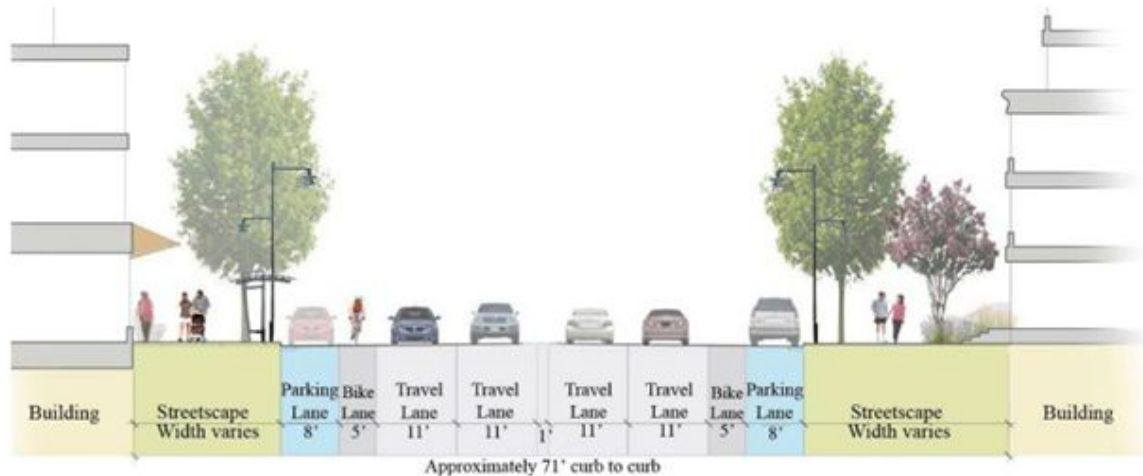 Building
Streetscape
Width varies
Parking
Lane
8'
Bike
Lane
5'
Travel
Lane
11'
Travel
Lane
11'
1'
Travel
Lane
11'
Travel
Lane
11'
Bike
Lane
5'
Parking
Lane
8'
Streetscape
Width varies
Building
Approximately 71' curb to curb